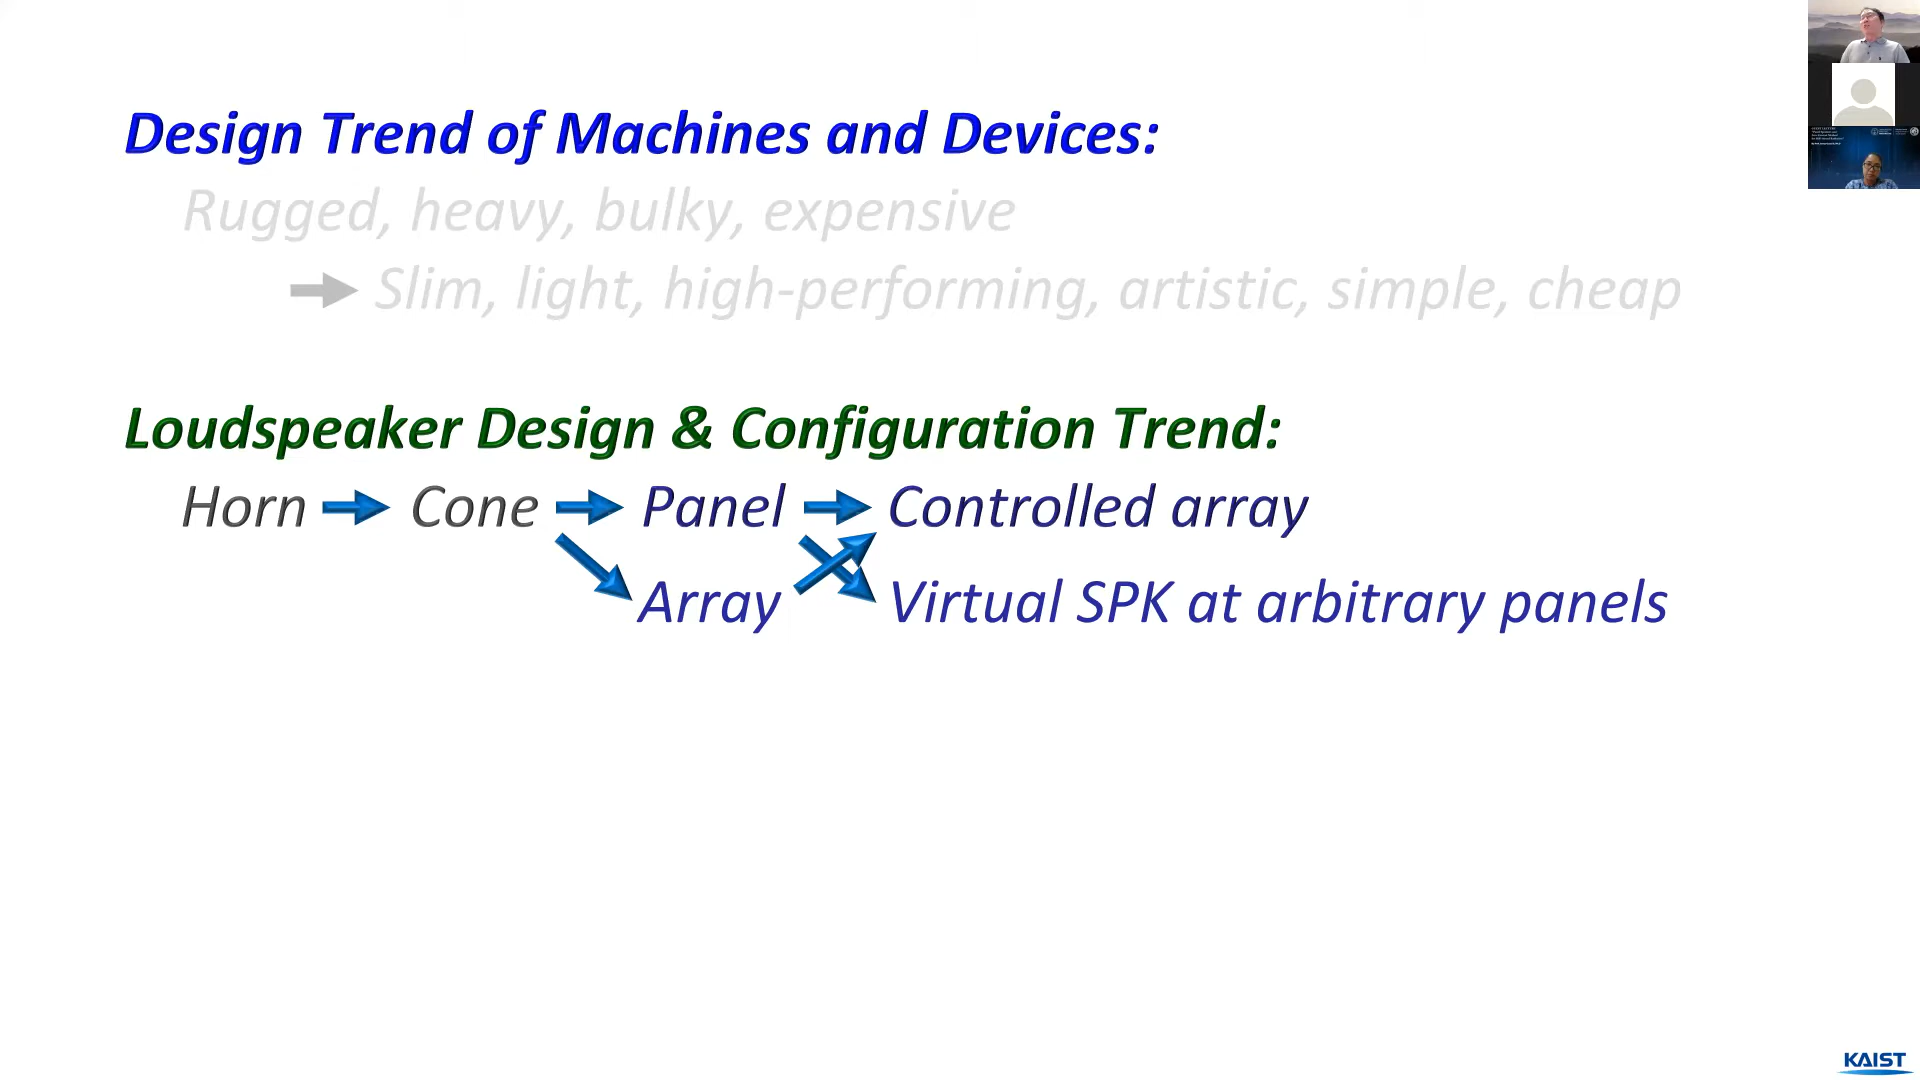 Design Trend of Machines and Devices:
Rugged, heavy, bulky, expensive
Slim, light, high-performing, artistic, simple, cheap
Loudspeaker Design & Configuration Trend:
Horn Cone Panel Controlled array
Array Virtual SPK at arbitrary panels
KAIST